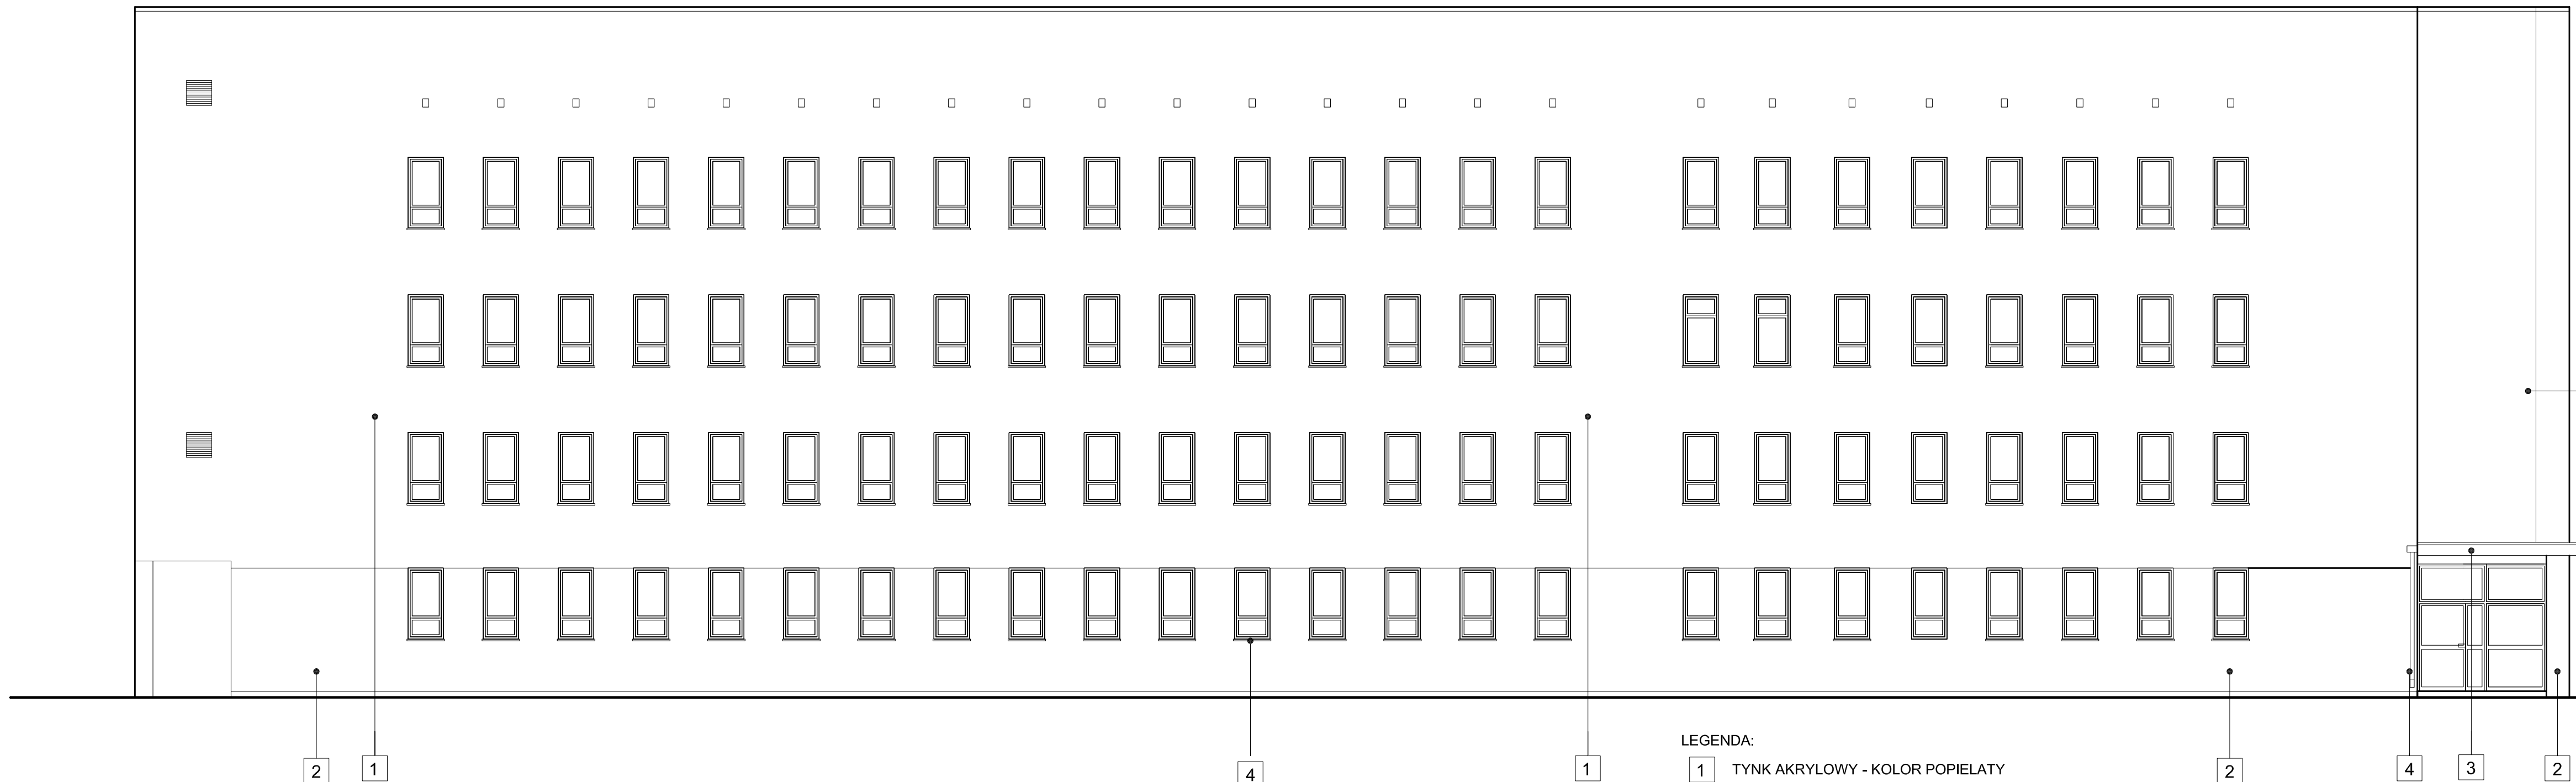 LEGENDA:
1 TYNK AKRYLOWY - KOLOR POPIELATY
2 1 4 1 2 4 3 2